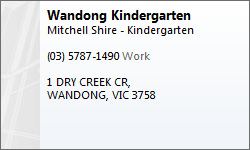 Wandong Kindergarten
Mitchell Shire - Kindergarten
(03) 5787-1490 Work
1 DRY CREEK CR,
WANDONG, VIC 3758